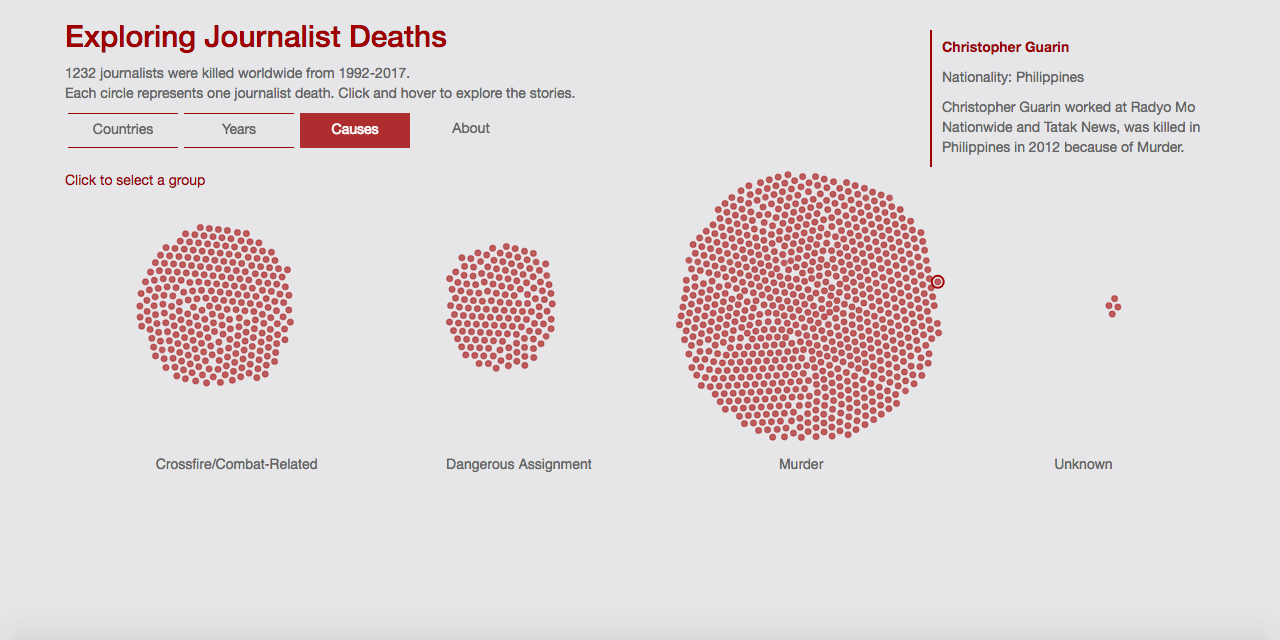 Exploring Journalist Deaths
1232 journalists were killed worldwide from 1992-2017.
Each circle represents one journalist death. Click and hover to explore the stories.
Countries
Years
Causes
About
Click to select a group
Christopher Guarin
Nationality: Philippines
Christopher Guarin worked at Radyo Mo
Nationwide and Tatak News, was killed in
Philippines in 2012 because of Murder.
Crossfire/Combat-Related
Dangerous Assignment
Murder
Unknown